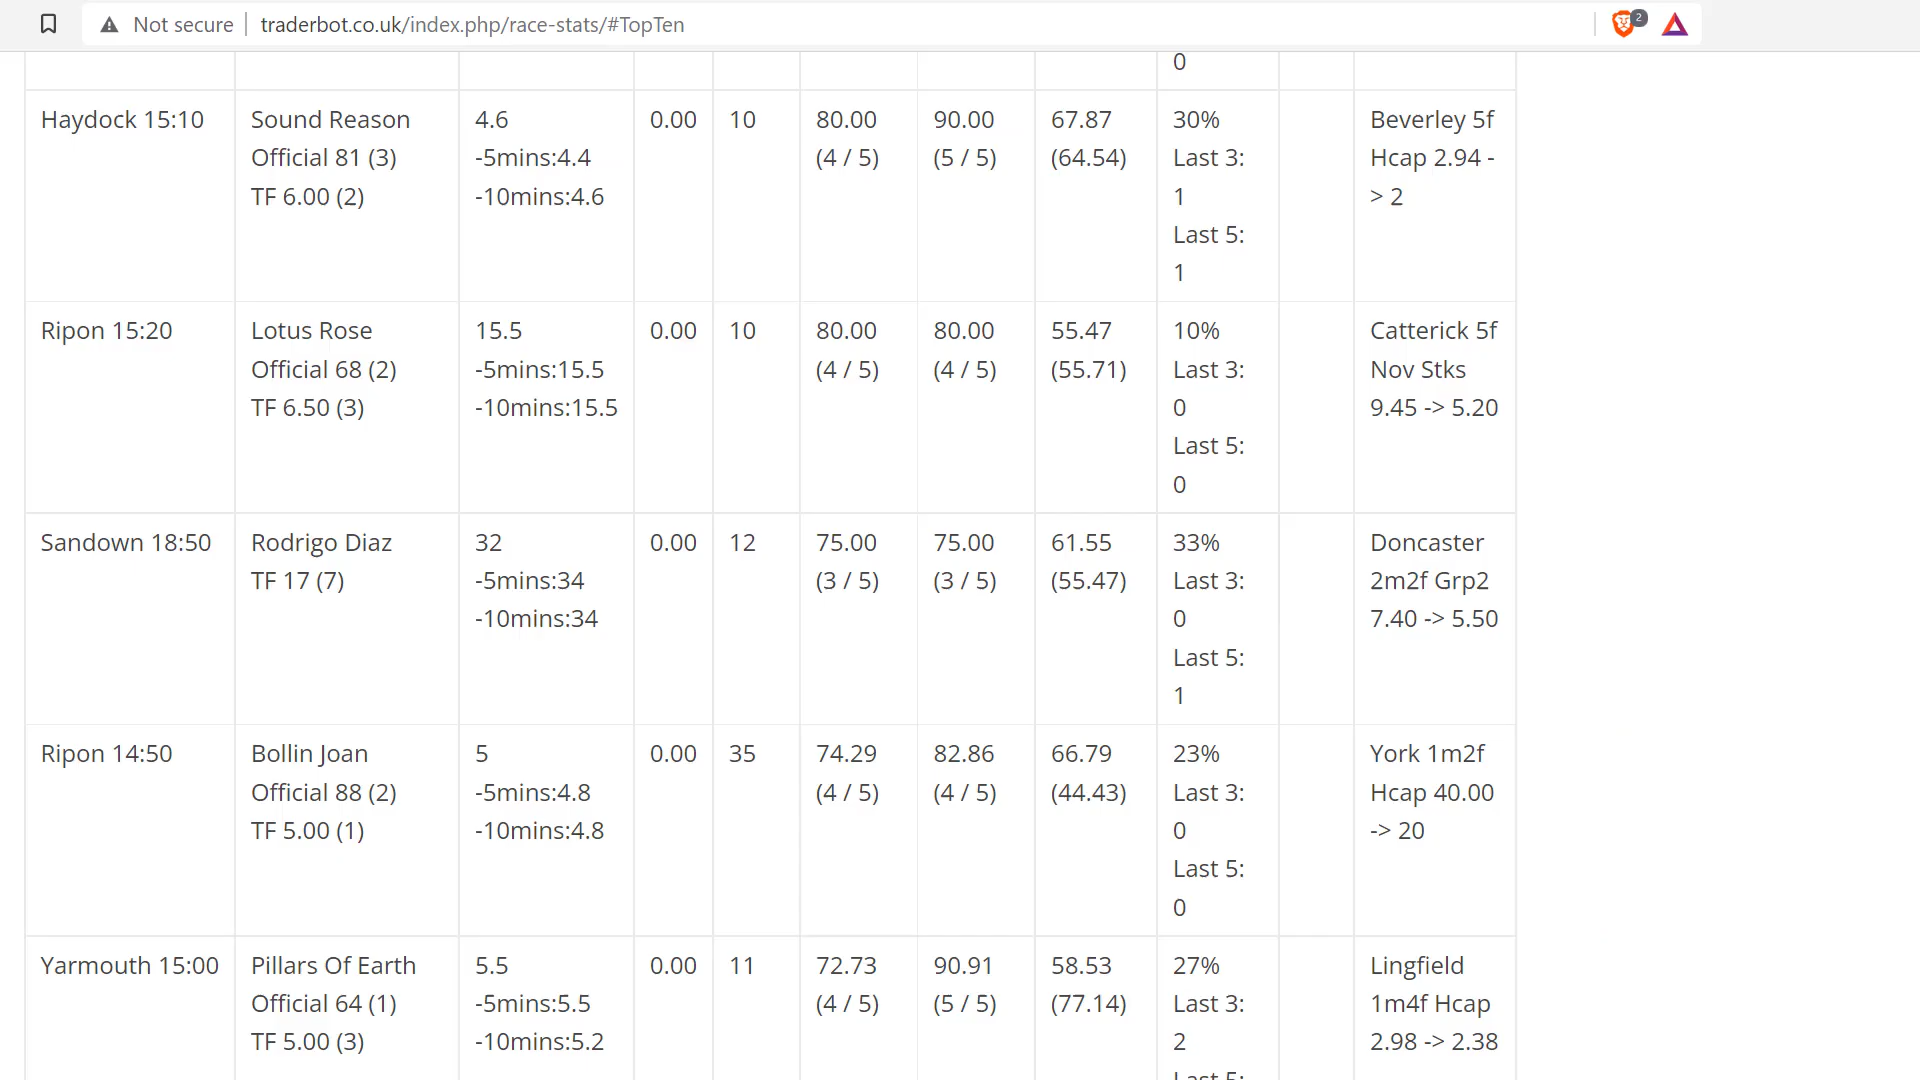 Not secure
traderbot.co.uk/index.php/race-stats/#TopTen
2
0
Haydock 15:10
Sound Reason
Official 81 (3)
TF 6.00 (2)
4.6
-5mins:4.4
-10mins:4.6
0.00
10
80.00
(4 / 5)
90.00
(5 / 5)
67.87
(64.54)
30%
Last 3:
1
Last 5:
1
Beverley 5f
Hcap 2.94 -
> 2
Ripon 15:20
Lotus Rose
Official 68 (2)
TF 6.50 (3)
15.5
-5mins:15.5
-10mins:15.5
0.00
10
80.00
(4 / 5)
80.00
(4 / 5)
55.47
(55.71)
10%
Last 3:
0
Last 5:
0
Catterick 5f
Nov Stks
9.45 -> 5.20
Sandown 18:50
Rodrigo Diaz
TF 17 (7)
32
-5mins:34
-10mins:34
0.00
12
75.00
(3 / 5)
75.00
(3 / 5)
61.55
(55.47)
33%
Last 3:
0
Last 5:
1
Doncaster
2m2f Grp2
7.40 -> 5.50
Ripon 14:50
Bollin Joan
Official 88 (2)
TF 5.00 (1)
5
-5mins:4.8
-10mins:4.8
0.00
35
74.29
(4 / 5)
82.86
(4 / 5)
66.79
(44.43)
23%
Last 3:
0
Last 5:
0
York 1m2f
Hcap 40.00
-> 20
Yarmouth 15:00
Pillars Of Earth
Official 64 (1)
TF 5.00 (3)
5.5
-5mins:5.5
-10mins:5.2
0.00
11
72.73
(4 / 5)
90.91
(5 / 5)
58.53
(77.14)
27%
Last 3:
2
Last 5:
Lingfield
1m4f Hcap
2.98 -> 2.38